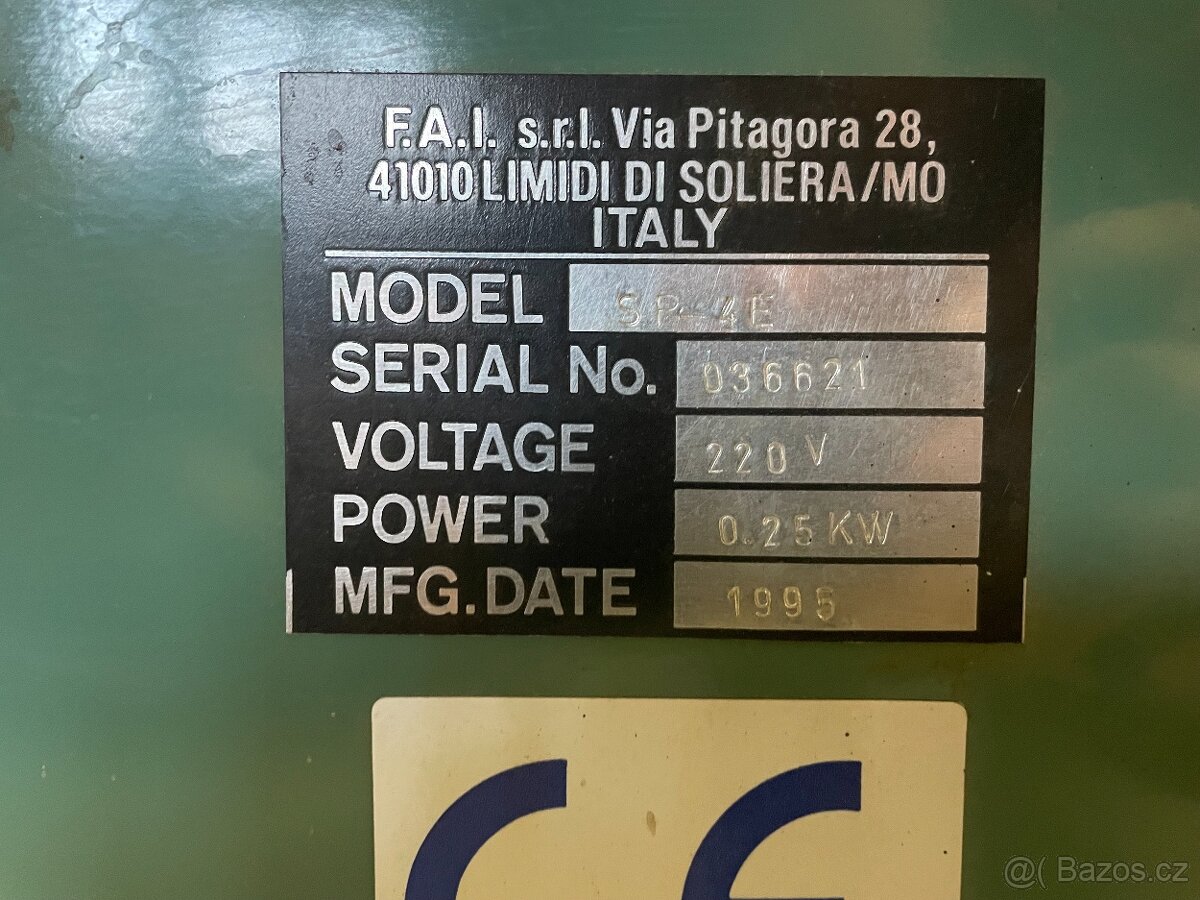 F.A.I. s.r.l. Via Pitagora 28,
41010 LIMIDI DI SOLIERA/MO
ITALY
MODEL SP-4E
SERIAL No. 036621
VOLTAGE 220 V
POWER 0.25 KW
MFG. DATE 1995
CE
@( Bazos.cz